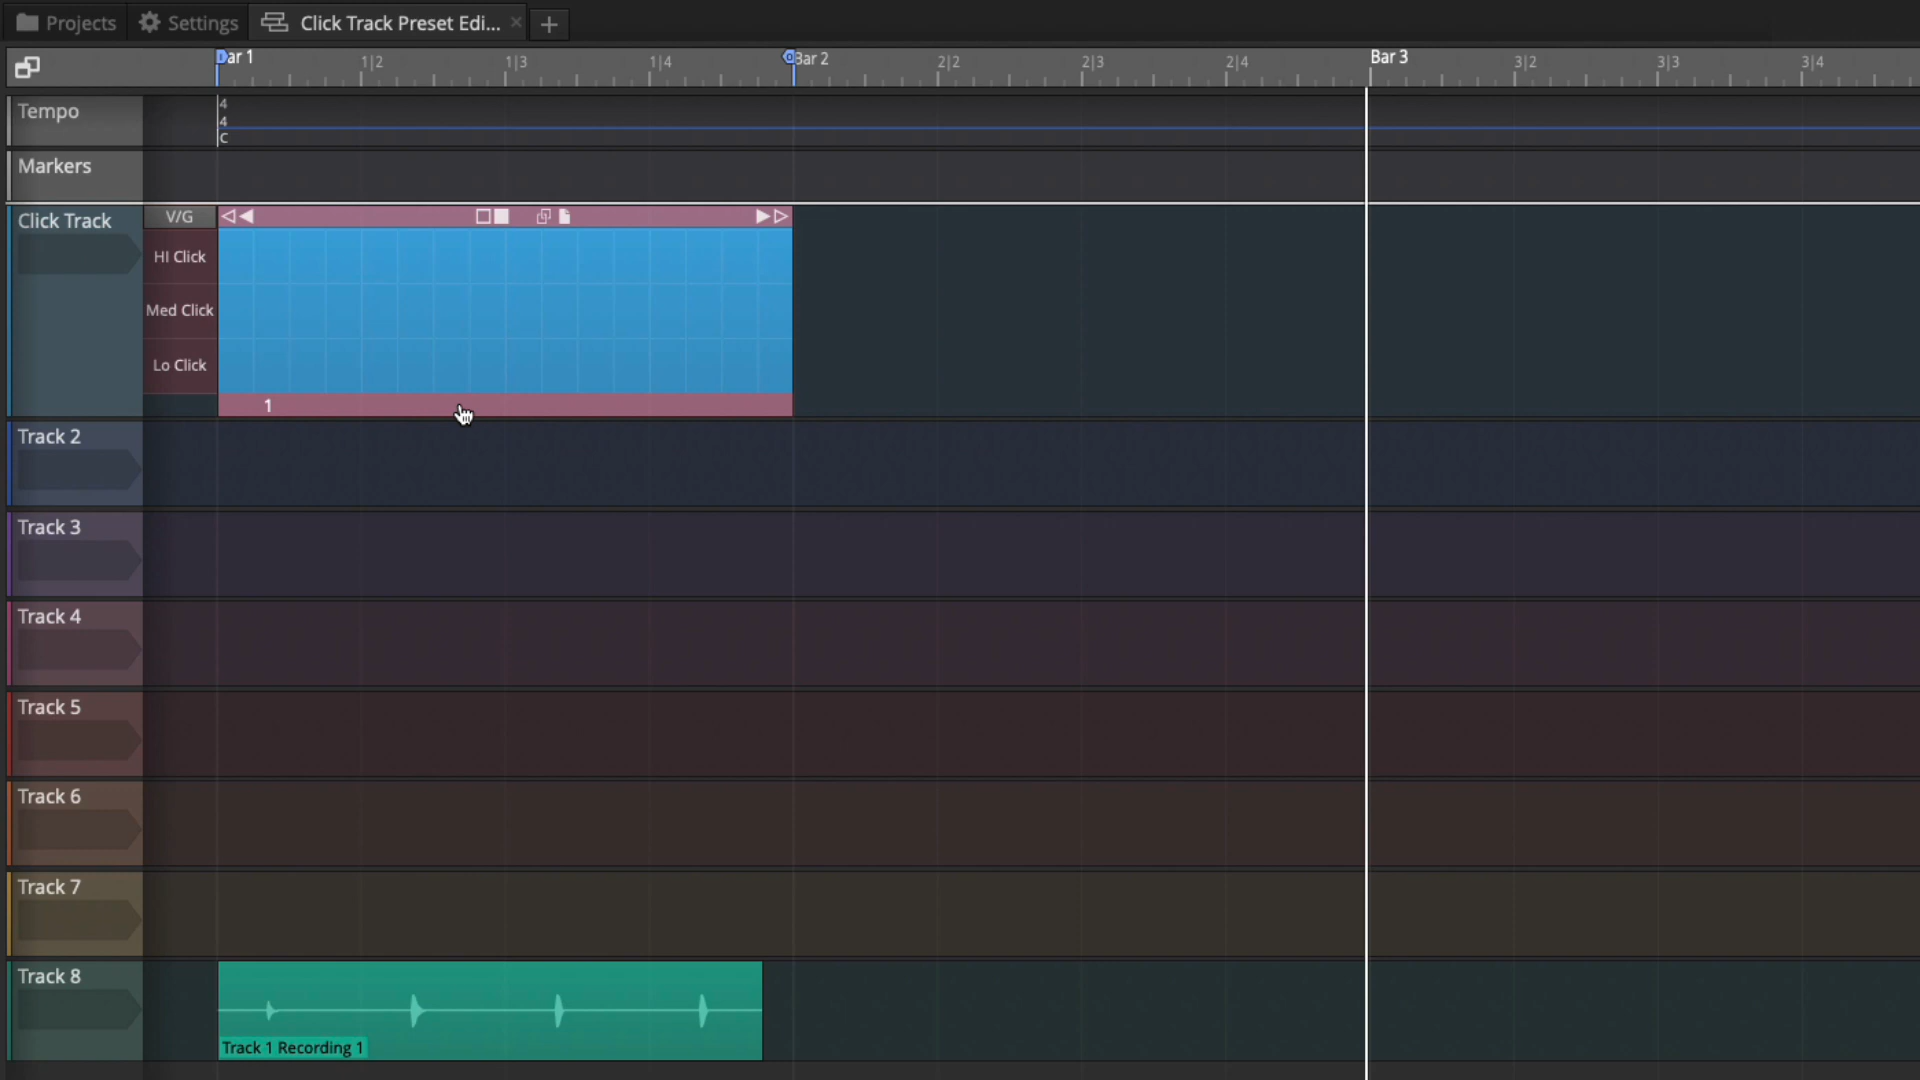 Projects Settings Click Track Preset Edi...
ar 1 1|2 1|3 1|4 Bar 2 2|2 2|3 2|4 Bar 3 3|2 3|3 3|4
Tempo
4
4
C
Markers
Click Track V/G
HI Click
Med Click
Lo Click
1
Track 2
Track 3
Track 4
Track 5
Track 6
Track 7
Track 8
Track 1 Recording 1